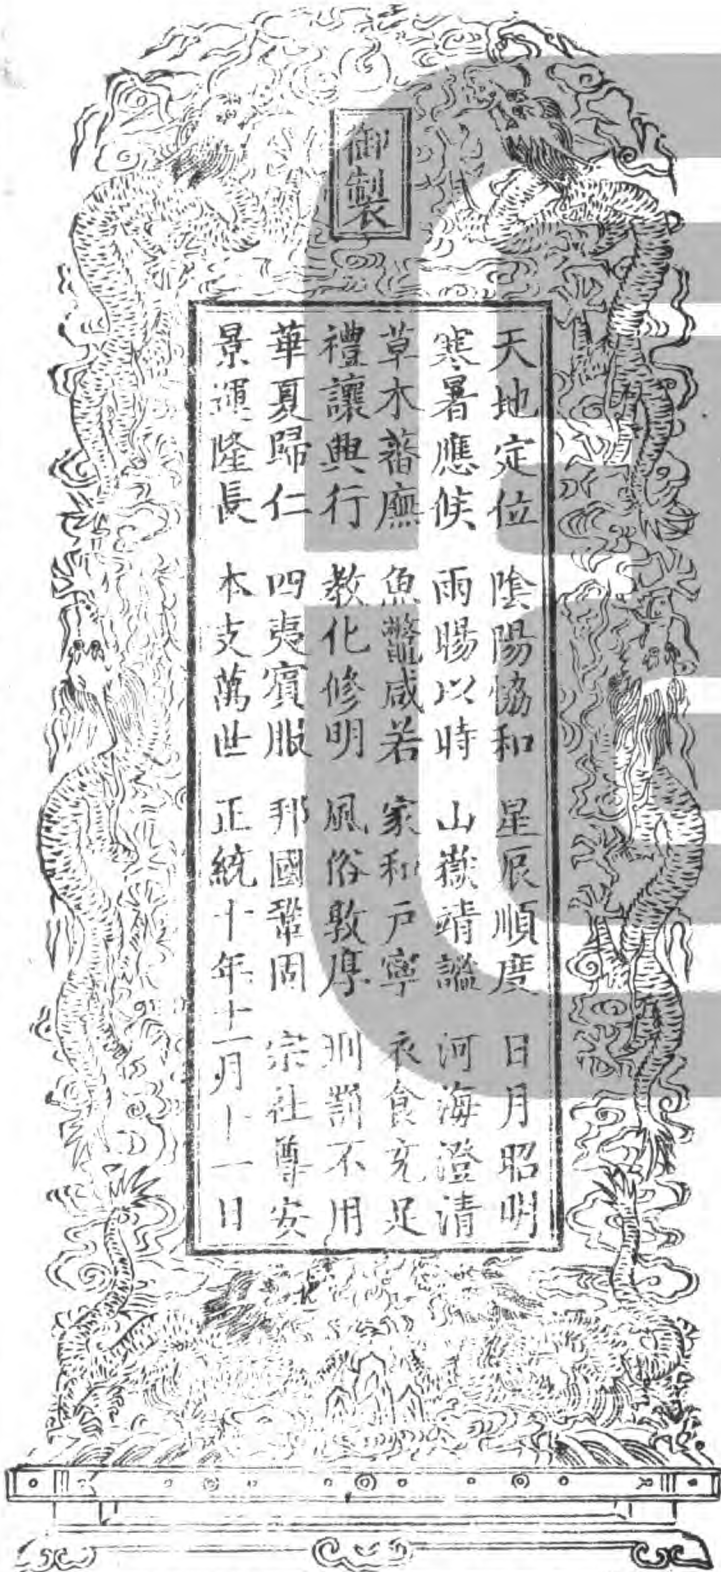 御製
天地定位 陰陽恊和 星辰順度 日月昭明
寒暑應候 雨暘以時 山嶽靖謐 河海澄清
草木蕃廡 魚鼈咸若 家和戸寧 衣食充足
禮讓興行 教化修明 風俗敦厚 刑罰不用
華夏歸仁 四夷賓服 邦國鞏固 宗社尊安
景運隆長 本支萬世 正統十年十一月十一日